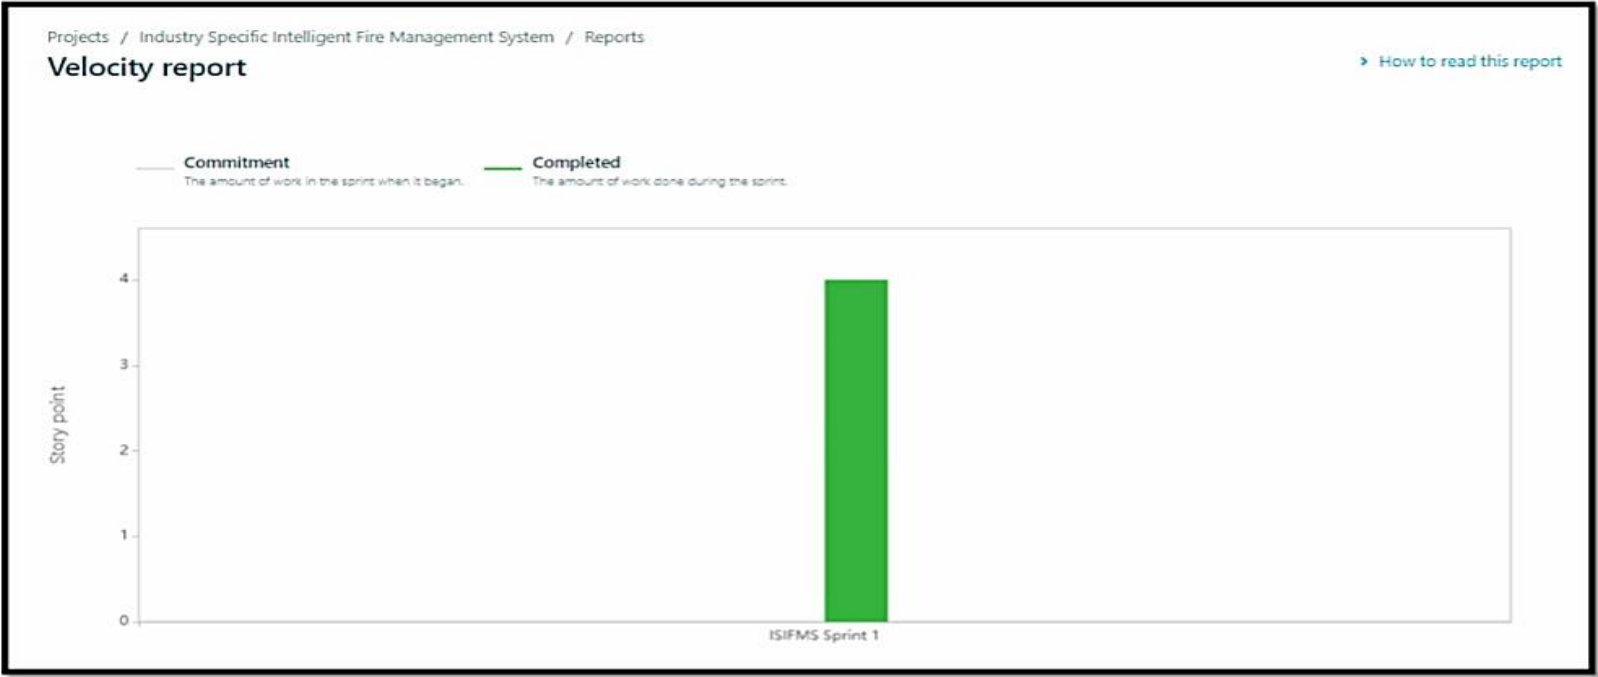 Projects / Industry Specific Intelligent Fire Management System / Reports
Velocity report
How to read this report
Commitment
The amount of work in the sprint when it began.
Completed
The amount of work done during the sprint.
4
3
2
1
0
Story point
ISIFMS Sprint 1